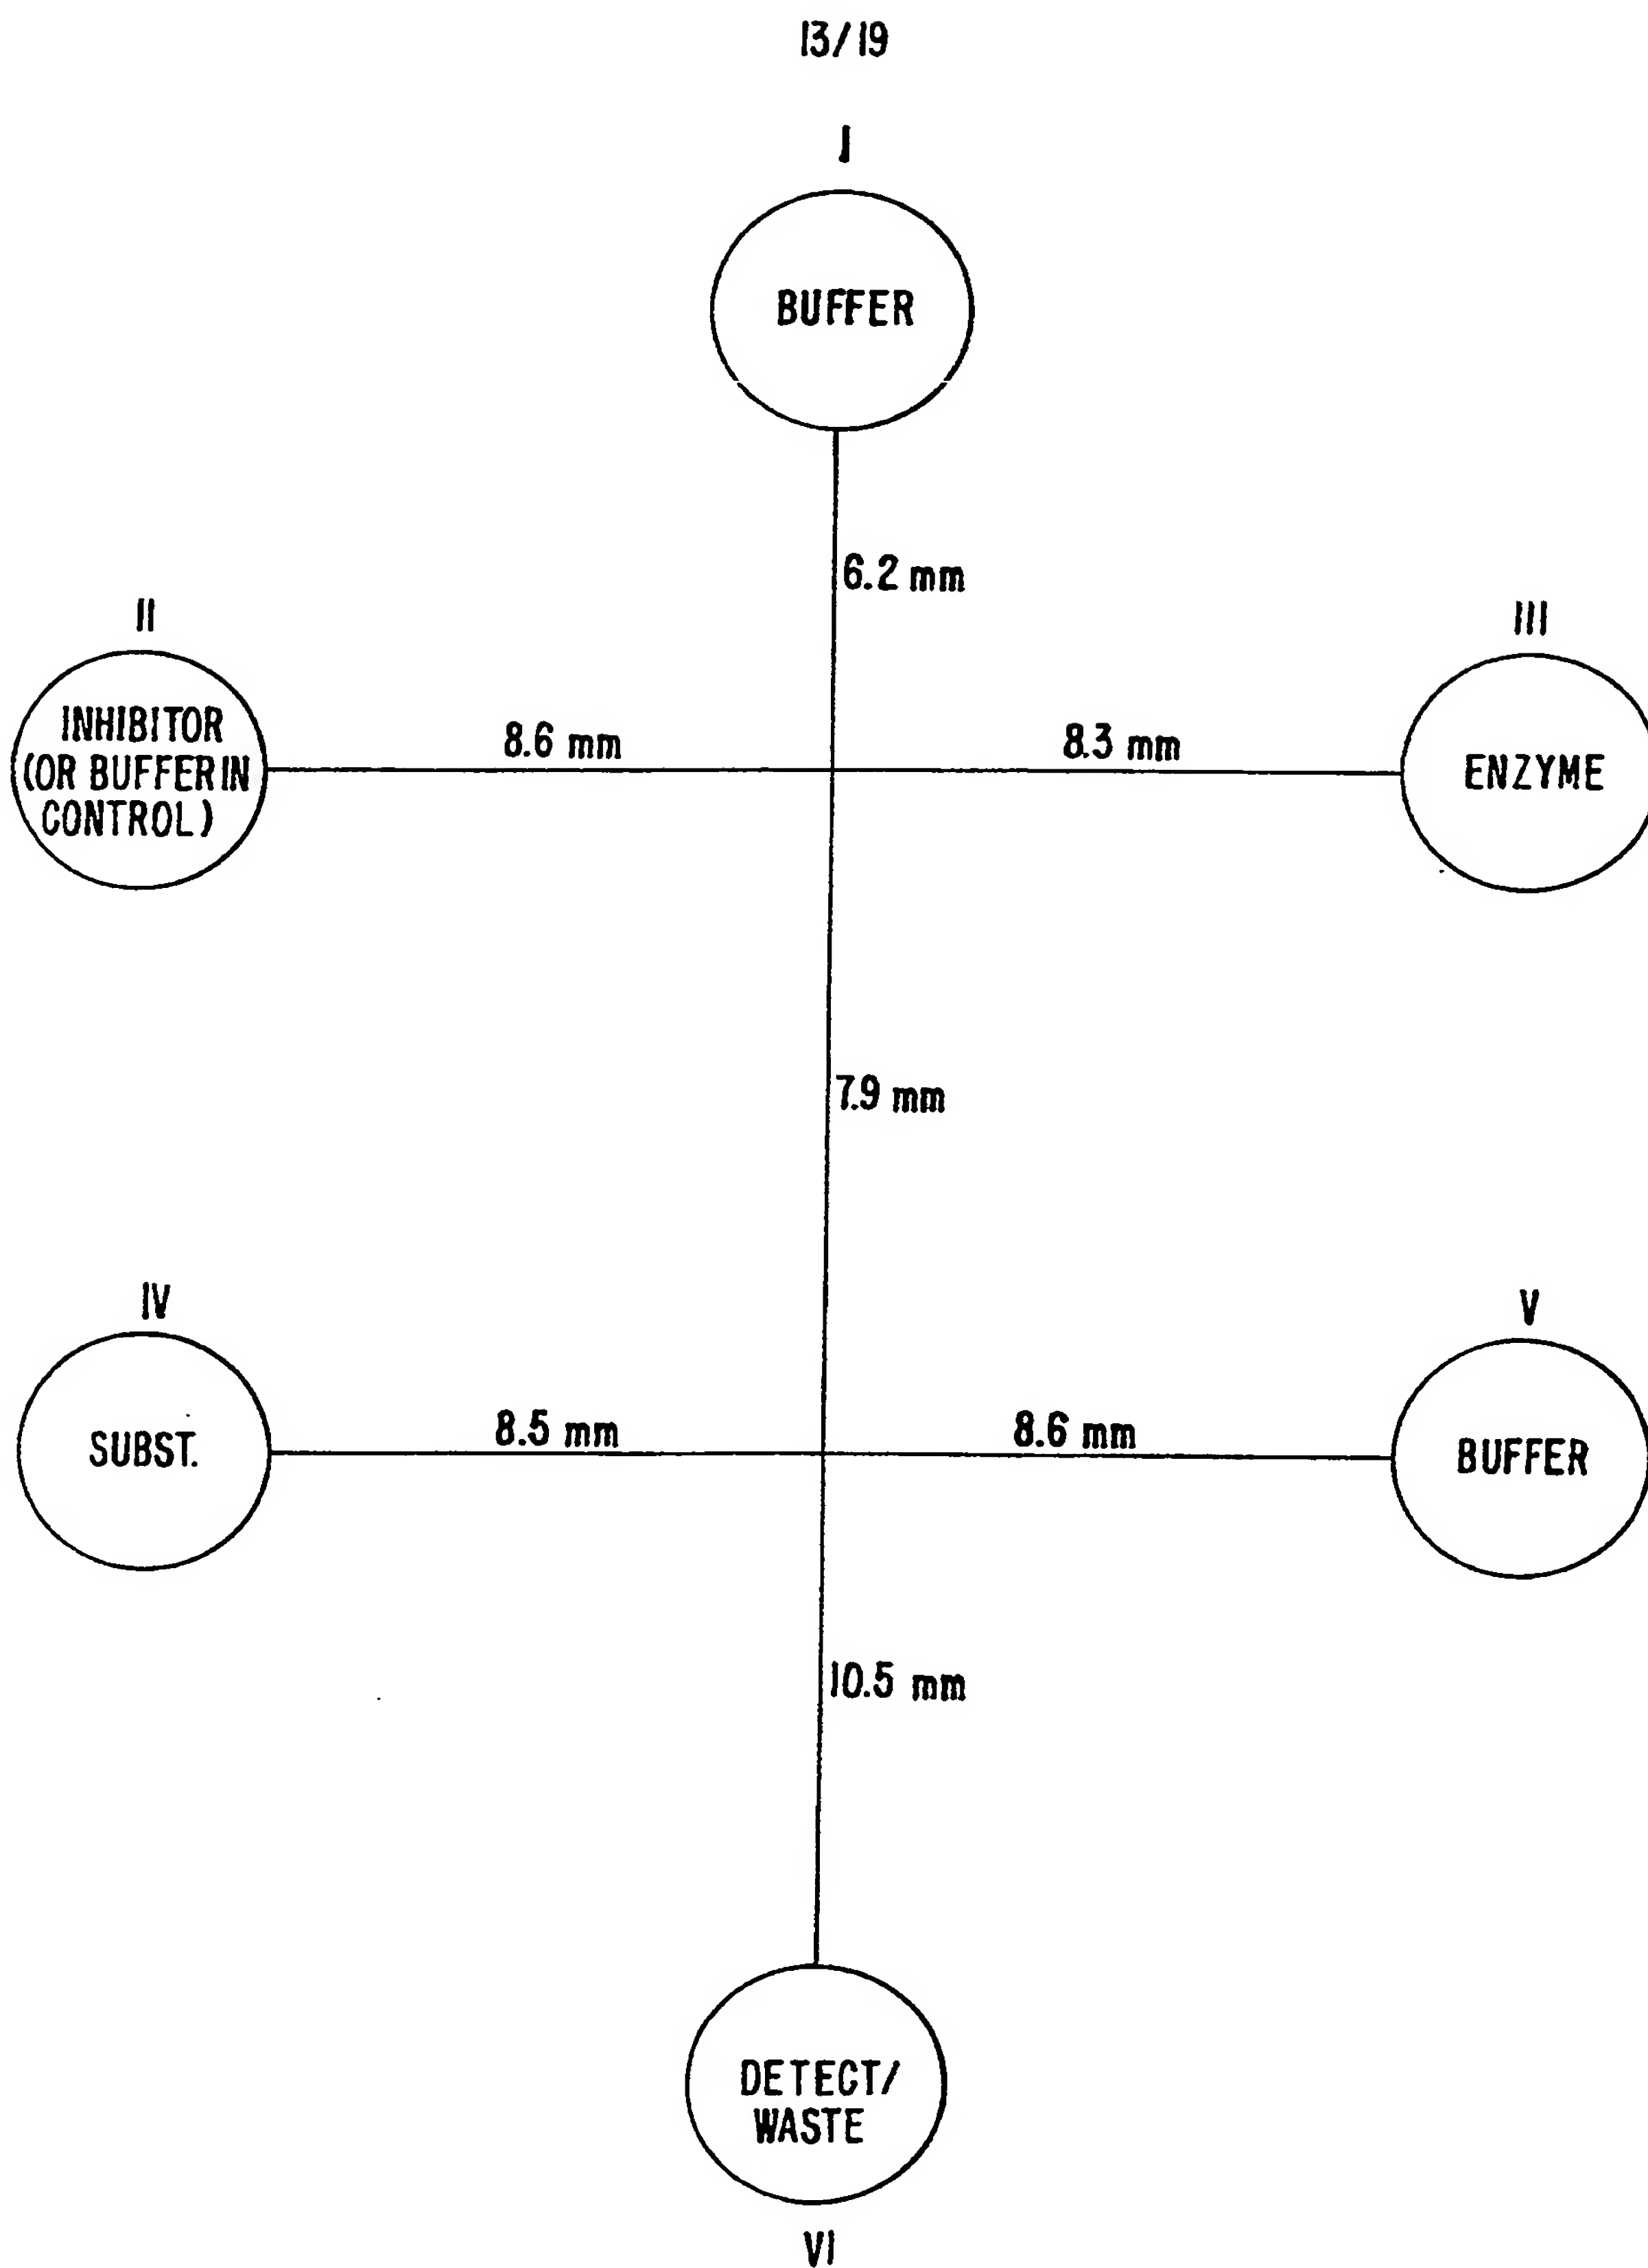 13/19
I
BUFFER
6.2 mm
II
INHIBITOR
(OR BUFFER IN
CONTROL)
8.6 mm
8.3 mm
III
ENZYME
7.9 mm
IV
SUBST.
8.5 mm
8.6 mm
V
BUFFER
10.5 mm
DETECT/
WASTE
VI